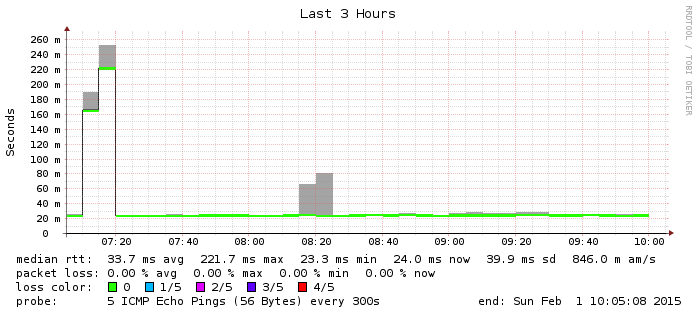 Last 3 Hours
RRDTOOL / TOBI OETIKER
Seconds
260 m
240 m
220 m
200 m
180 m
160 m
140 m
120 m
100 m
80 m
60 m
40 m
20 m
0
07:20 07:40 08:00 08:20 08:40 09:00 09:20 09:40 10:00
median rtt: 33.7 ms avg 221.7 ms max 23.3 ms min 24.0 ms now 39.9 ms sd 846.0 m am/s
packet loss: 0.00 % avg 0.00 % max 0.00 % min 0.00 % now
loss color: 0 1/5 2/5 3/5 4/5
probe: 5 ICMP Echo Pings (56 Bytes) every 300s end: Sun Feb 1 10:05:08 2015